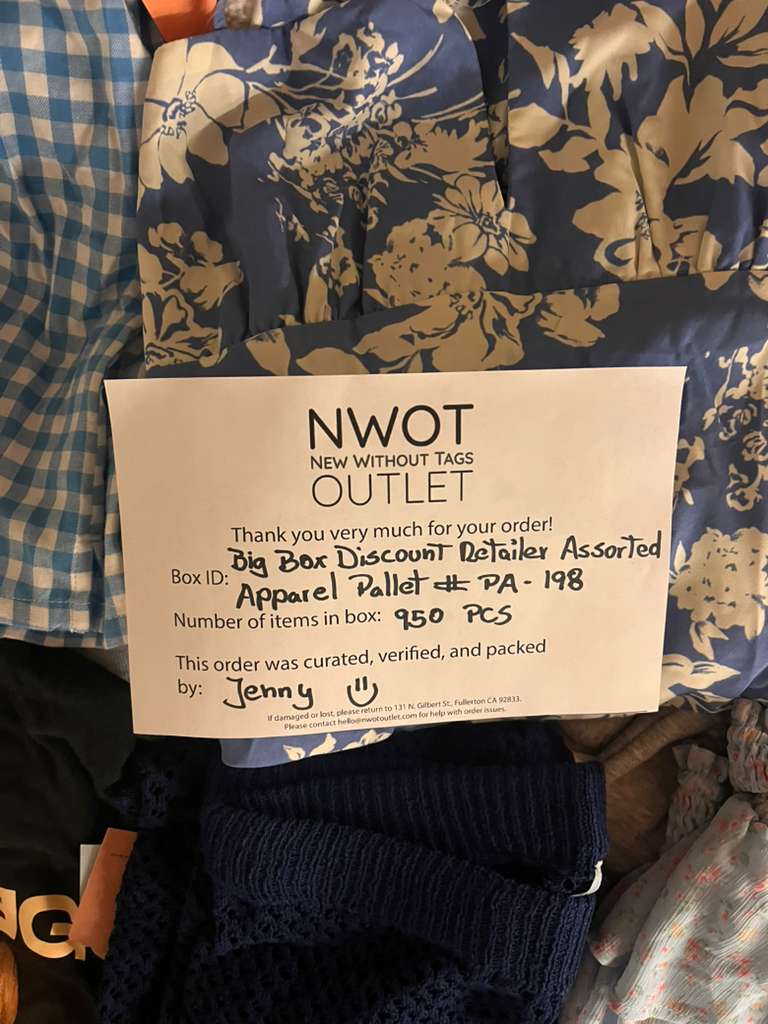 NWOT
NEW WITHOUT TAGS
OUTLET
Thank you very much for your order!
Big Box Discount Retailer Assorted
Box ID: Apparel Pallet # PA - 198
Number of items in box: 950 PCS
This order was curated, verified, and packed
by: Jenny
If damaged or lost, please return to 131 N. Gilbert St., Fullerton CA 92833.
Please contact hello@nwotoutlet.com for help with order issues.
G